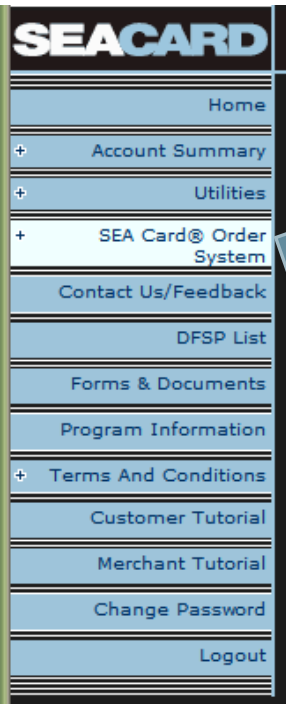 SEACARD
Home
+ Account Summary
+ Utilities
+ SEA Card® Order
System
Contact Us/Feedback
DFSP List
Forms & Documents
Program Information
+ Terms And Conditions
Customer Tutorial
Merchant Tutorial
Change Password
Logout